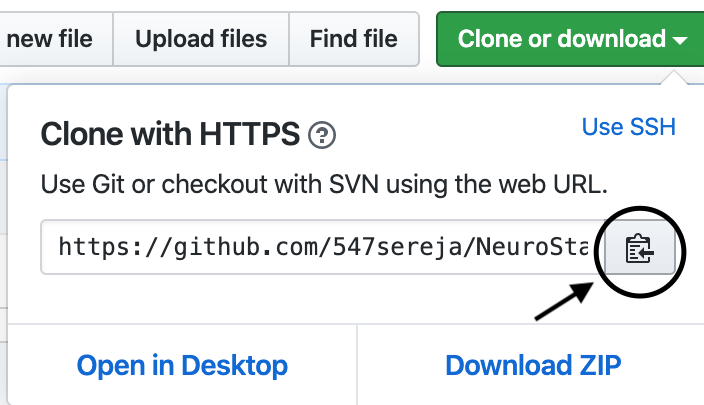 new file Upload files Find file Clone or download
Clone with HTTPS ? Use SSH
Use Git or checkout with SVN using the web URL.
https://github.com/547sereja/NeuroSta
Open in Desktop Download ZIP